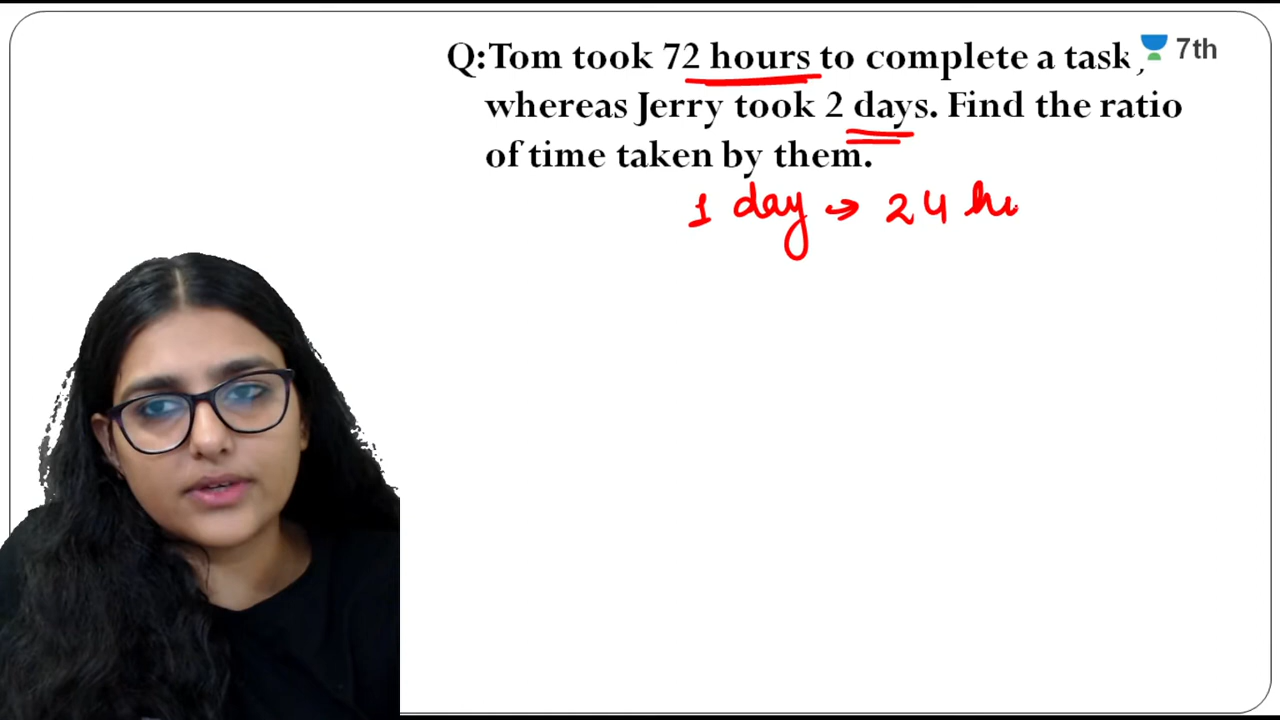 Q:Tom took 72 hours to complete a task, 7th
whereas Jerry took 2 days. Find the ratio
of time taken by them.
1 day → 24 hr